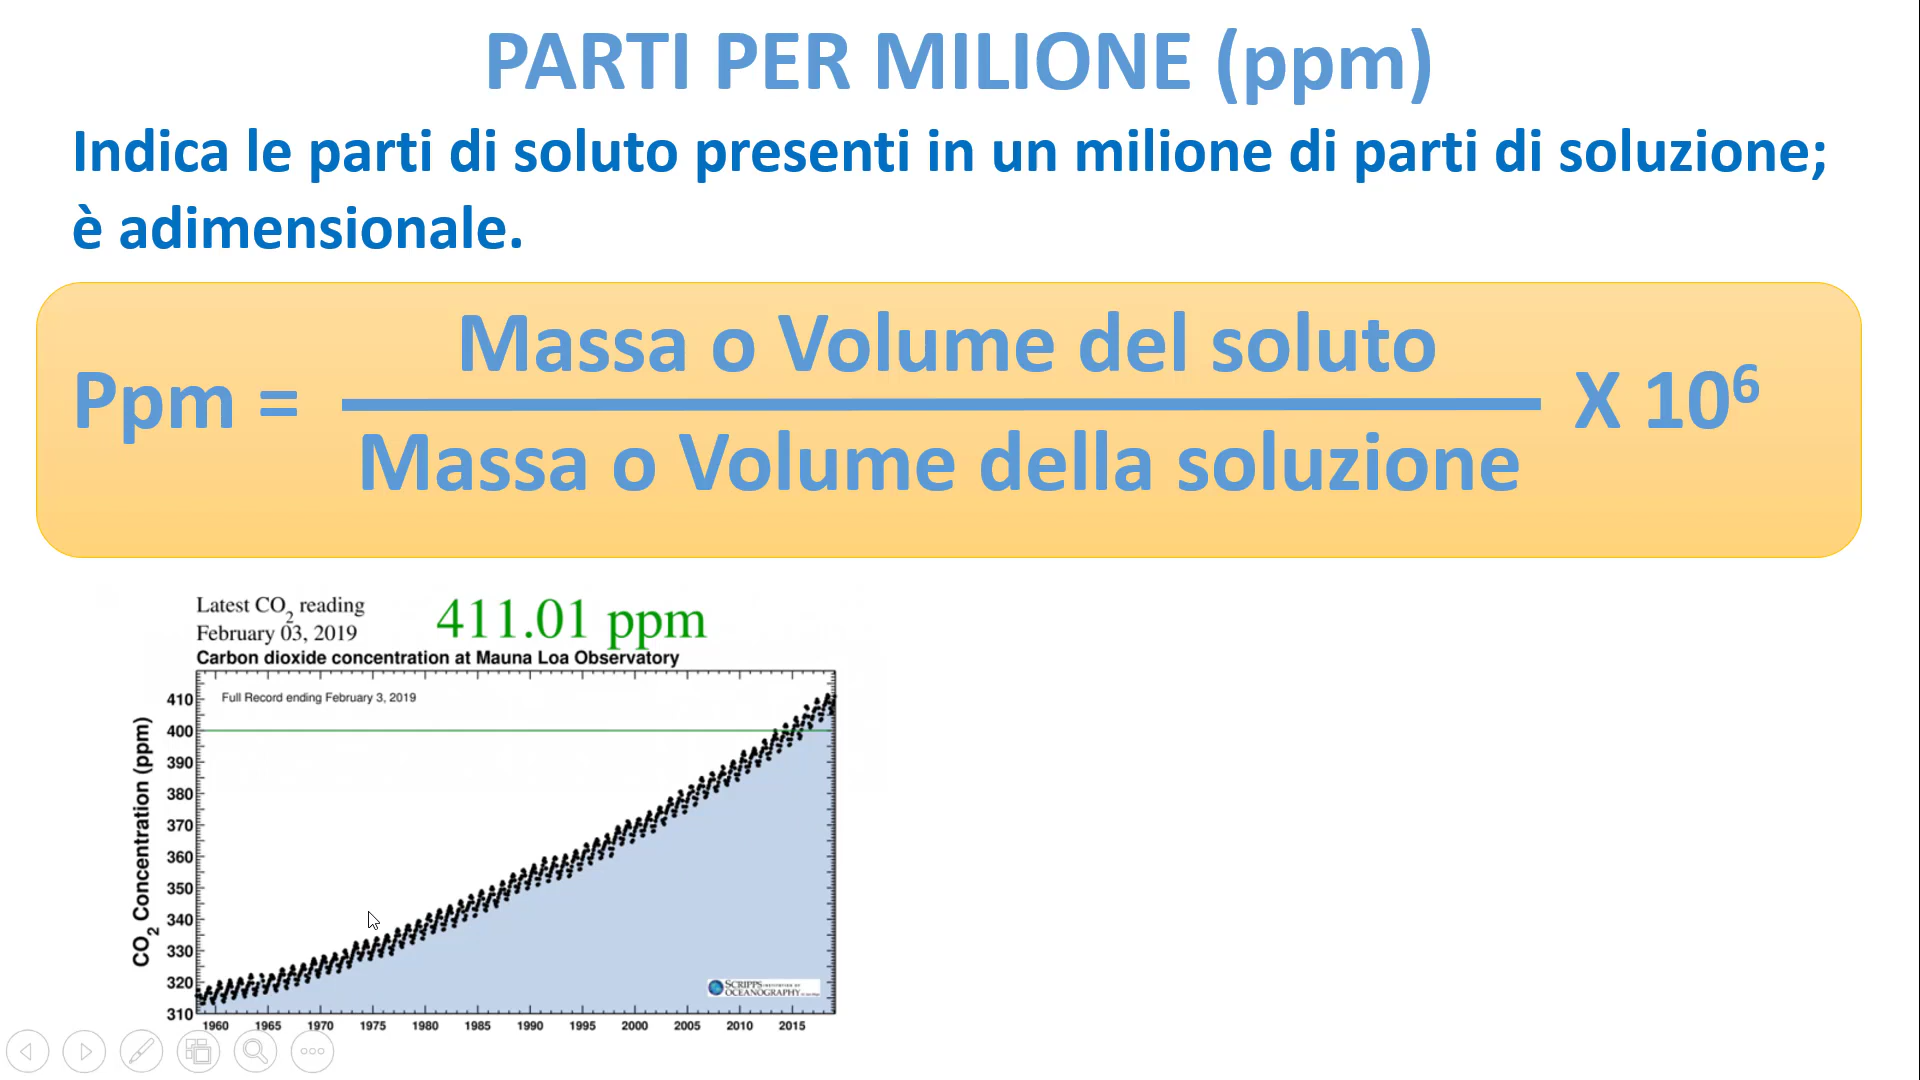 PARTI PER MILIONE (ppm)
Indica le parti di soluto presenti in un milione di parti di soluzione;
è adimensionale.
Massa o Volume del soluto
Ppm = X 10⁶
Massa o Volume della soluzione
Latest CO₂ reading
February 03, 2019
411.01 ppm
Carbon dioxide concentration at Mauna Loa Observatory
Full Record ending February 3, 2019
CO₂ Concentration (ppm)
410
400
390
380
370
360
350
340
330
320
310
1960 1965 1970 1975 1980 1985 1990 1995 2000 2005 2010 2015
SCRIPPS INSTITUTION OF
OCEANOGRAPHY